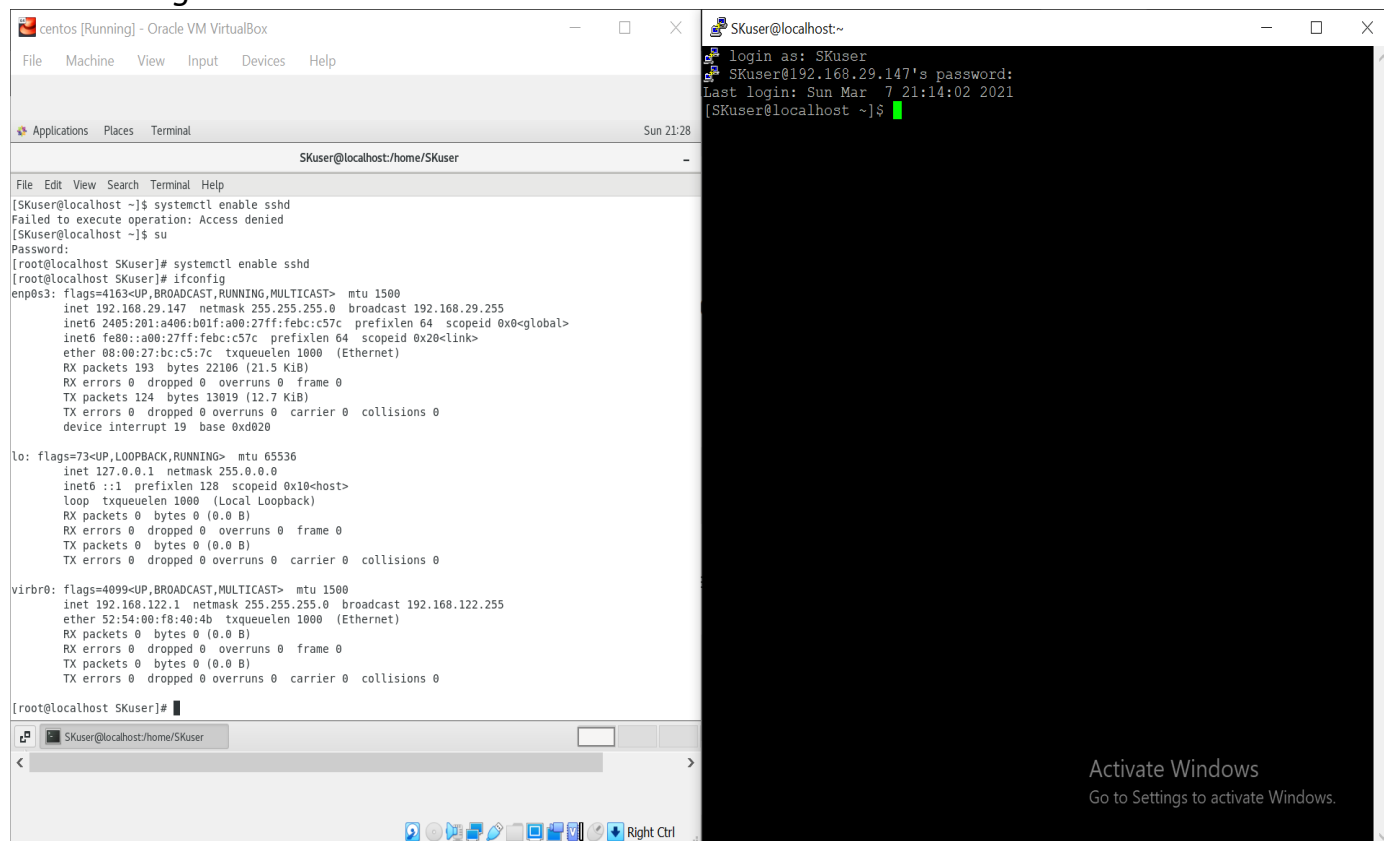 centos [Running] - Oracle VM VirtualBox
File Machine View Input Devices Help
Applications Places Terminal Sun 21:28
SKuser@localhost:/home/SKuser
File Edit View Search Terminal Help
[SKuser@localhost ~]$ systemctl enable sshd
Failed to execute operation: Access denied
[SKuser@localhost ~]$ su
Password:
[root@localhost SKuser]# systemctl enable sshd
[root@localhost SKuser]# ifconfig
enp0s3: flags=4163<UP,BROADCAST,RUNNING,MULTICAST>  mtu 1500
        inet 192.168.29.147  netmask 255.255.255.0  broadcast 192.168.29.255
        inet6 2405:201:a406:b01f:a00:27ff:febc:c57c  prefixlen 64  scopeid 0x0<global>
        inet6 fe80::a00:27ff:febc:c57c  prefixlen 64  scopeid 0x20<link>
        ether 08:00:27:bc:c5:7c  txqueuelen 1000  (Ethernet)
        RX packets 193  bytes 22106 (21.5 KiB)
        RX errors 0  dropped 0  overruns 0  frame 0
        TX packets 124  bytes 13019 (12.7 KiB)
        TX errors 0  dropped 0 overruns 0  carrier 0  collisions 0
        device interrupt 19  base 0xd020
lo: flags=73<UP,LOOPBACK,RUNNING>  mtu 65536
        inet 127.0.0.1  netmask 255.0.0.0
        inet6 ::1  prefixlen 128  scopeid 0x10<host>
        loop  txqueuelen 1000  (Local Loopback)
        RX packets 0  bytes 0 (0.0 B)
        RX errors 0  dropped 0  overruns 0  frame 0
        TX packets 0  bytes 0 (0.0 B)
        TX errors 0  dropped 0 overruns 0  carrier 0  collisions 0
virbr0: flags=4099<UP,BROADCAST,MULTICAST>  mtu 1500
        inet 192.168.122.1  netmask 255.255.255.0  broadcast 192.168.122.255
        ether 52:54:00:f8:40:4b  txqueuelen 1000  (Ethernet)
        RX packets 0  bytes 0 (0.0 B)
        RX errors 0  dropped 0  overruns 0  frame 0
        TX packets 0  bytes 0 (0.0 B)
        TX errors 0  dropped 0 overruns 0  carrier 0  collisions 0
[root@localhost SKuser]#
SKuser@localhost:/home/SKuser
Right Ctrl
SKuser@localhost:~
login as: SKuser
SKuser@192.168.29.147's password:
Last login: Sun Mar  7 21:14:02 2021
[SKuser@localhost ~]$
Activate Windows
Go to Settings to activate Windows.